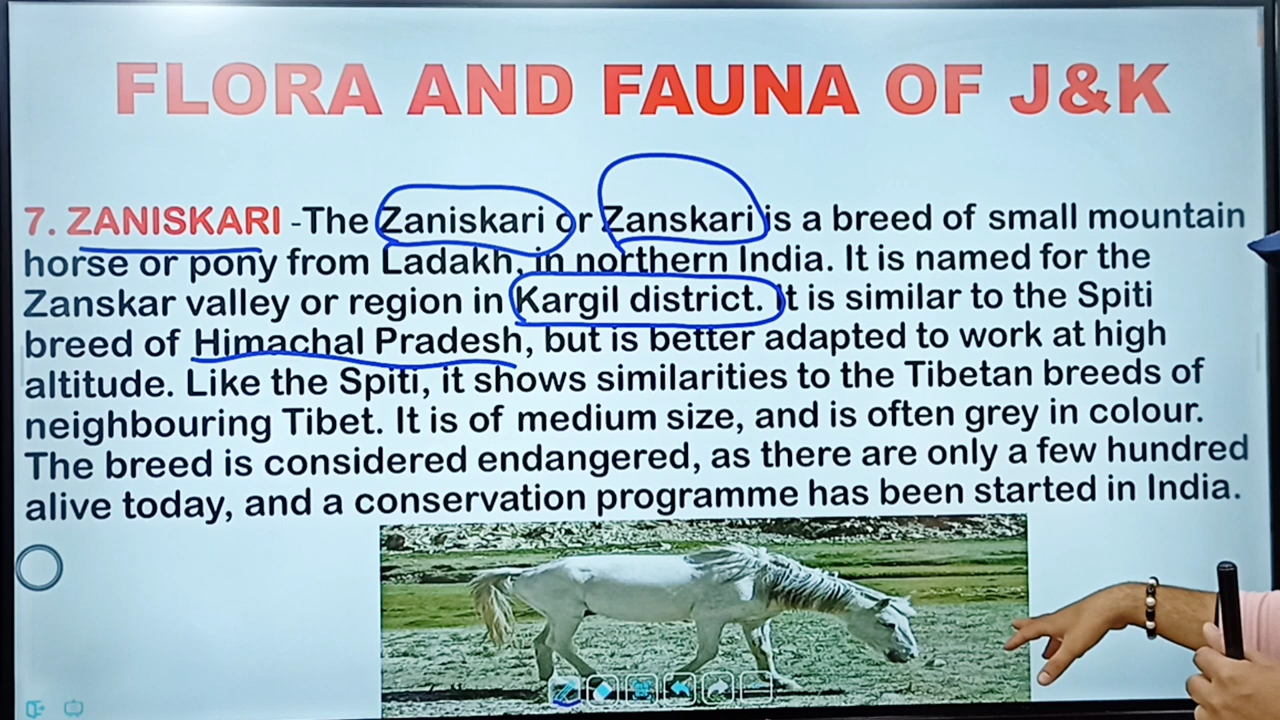 FLORA AND FAUNA OF J&K
7. ZANISKARI -The Zaniskari or Zanskari is a breed of small mountain
horse or pony from Ladakh, in northern India. It is named for the
Zanskar valley or region in Kargil district. It is similar to the Spiti
breed of Himachal Pradesh, but is better adapted to work at high
altitude. Like the Spiti, it shows similarities to the Tibetan breeds of
neighbouring Tibet. It is of medium size, and is often grey in colour.
The breed is considered endangered, as there are only a few hundred
alive today, and a conservation programme has been started in India.